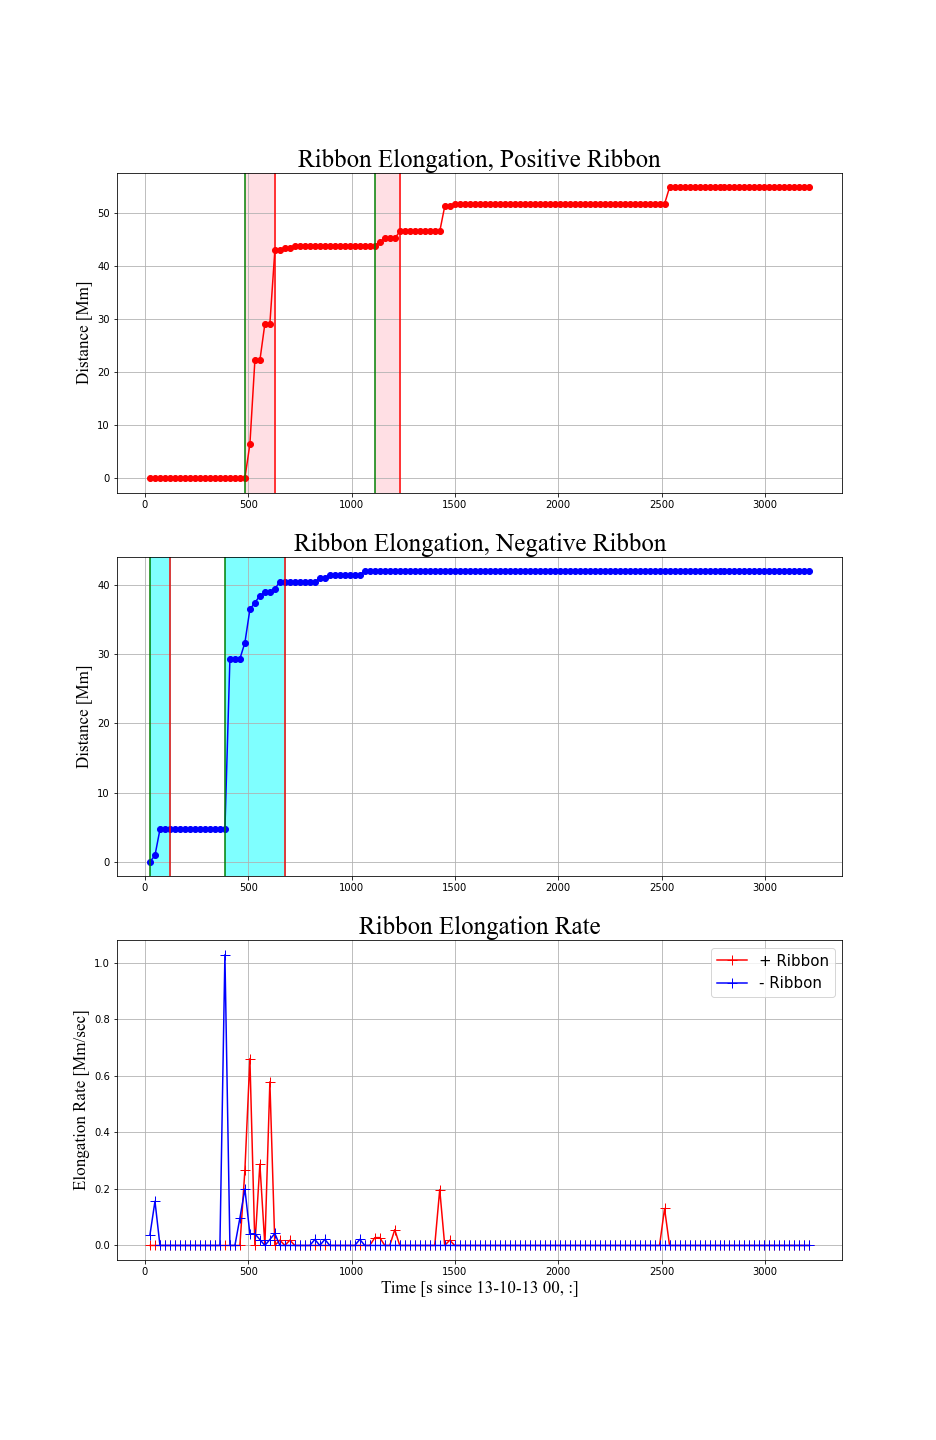 Ribbon Elongation, Positive Ribbon
50
40
30
20
10
0
Distance [Mm]
0 500 1000 1500 2000 2500 3000
Ribbon Elongation, Negative Ribbon
40
30
20
10
0
Distance [Mm]
0 500 1000 1500 2000 2500 3000
Ribbon Elongation Rate
1.0
0.8
0.6
0.4
0.2
0.0
Elongation Rate [Mm/sec]
+ Ribbon
- Ribbon
0 500 1000 1500 2000 2500 3000
Time [s since 13-10-13 00, :]